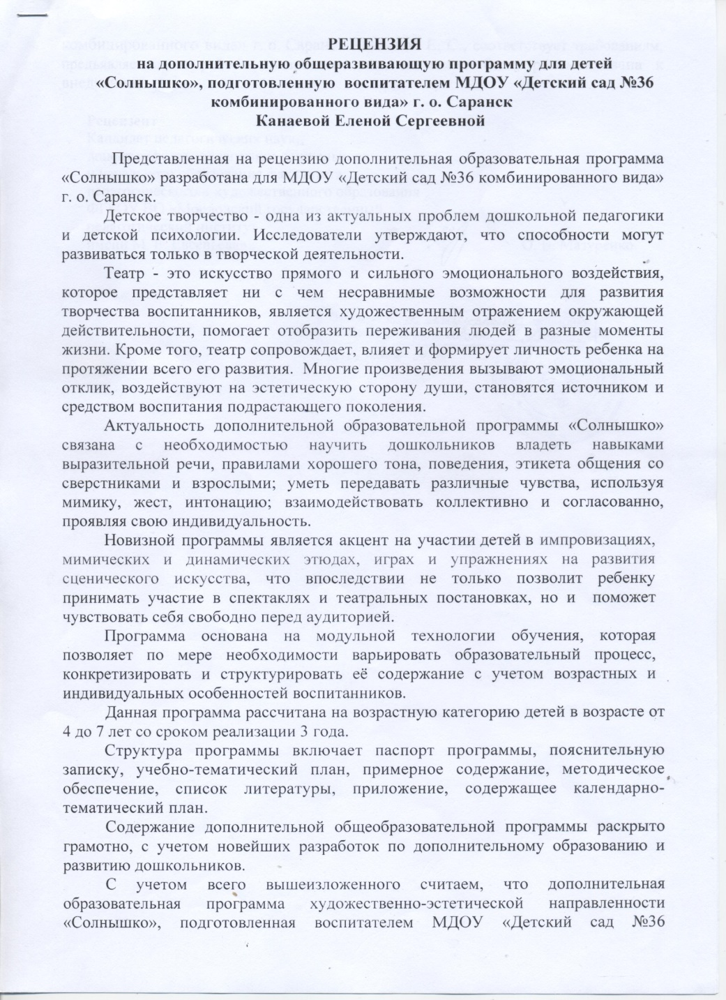 РЕЦЕНЗИЯ
на дополнительную общеразвивающую программу для детей
«Солнышко», подготовленную воспитателем МДОУ «Детский сад №36
комбинированного вида» г. о. Саранск
Канаевой Еленой Сергеевной
Представленная на рецензию дополнительная образовательная программа
«Солнышко» разработана для МДОУ «Детский сад №36 комбинированного вида»
г. о. Саранск.
Детское творчество - одна из актуальных проблем дошкольной педагогики
и детской психологии. Исследователи утверждают, что способности могут
развиваться только в творческой деятельности.
Театр - это искусство прямого и сильного эмоционального воздействия,
которое представляет ни с чем несравнимые возможности для развития
творчества воспитанников, является художественным отражением окружающей
действительности, помогает отобразить переживания людей в разные моменты
жизни. Кроме того, театр сопровождает, влияет и формирует личность ребенка на
протяжении всего его развития. Многие произведения вызывают эмоциональный
отклик, воздействуют на эстетическую сторону души, становятся источником и
средством воспитания подрастающего поколения.
Актуальность дополнительной образовательной программы «Солнышко»
связана с необходимостью научить дошкольников владеть навыками
выразительной речи, правилами хорошего тона, поведения, этикета общения со
сверстниками и взрослыми; уметь передавать различные чувства, используя
мимику, жест, интонацию; взаимодействовать коллективно и согласованно,
проявляя свою индивидуальность.
Новизной программы является акцент на участии детей в импровизациях,
мимических и динамических этюдах, играх и упражнениях на развития
сценического искусства, что впоследствии не только позволит ребенку
принимать участие в спектаклях и театральных постановках, но и поможет
чувствовать себя свободно перед аудиторией.
Программа основана на модульной технологии обучения, которая
позволяет по мере необходимости варьировать образовательный процесс,
конкретизировать и структурировать её содержание с учетом возрастных и
индивидуальных особенностей воспитанников.
Данная программа рассчитана на возрастную категорию детей в возрасте от
4 до 7 лет со сроком реализации 3 года.
Структура программы включает паспорт программы, пояснительную
записку, учебно-тематический план, примерное содержание, методическое
обеспечение, список литературы, приложение, содержащее календарно-
тематический план.
Содержание дополнительной общеобразовательной программы раскрыто
грамотно, с учетом новейших разработок по дополнительному образованию и
развитию дошкольников.
С учетом всего вышеизложенного считаем, что дополнительная
образовательная программа художественно-эстетической направленности
«Солнышко», подготовленная воспитателем МДОУ «Детский сад №36